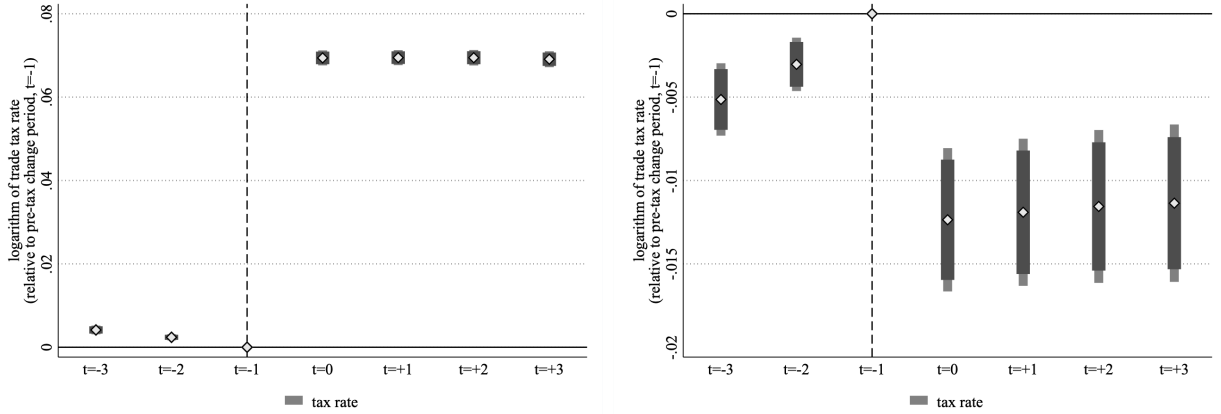 logarithm of trade tax rate
(relative to pre-tax change period, t=-1)
.08
.06
.04
.02
0
t=-3 t=-2 t=-1 t=0 t=+1 t=+2 t=+3
tax rate
logarithm of trade tax rate
(relative to pre-tax change period, t=-1)
0
-.005
-.01
-.015
-.02
t=-3 t=-2 t=-1 t=0 t=+1 t=+2 t=+3
tax rate